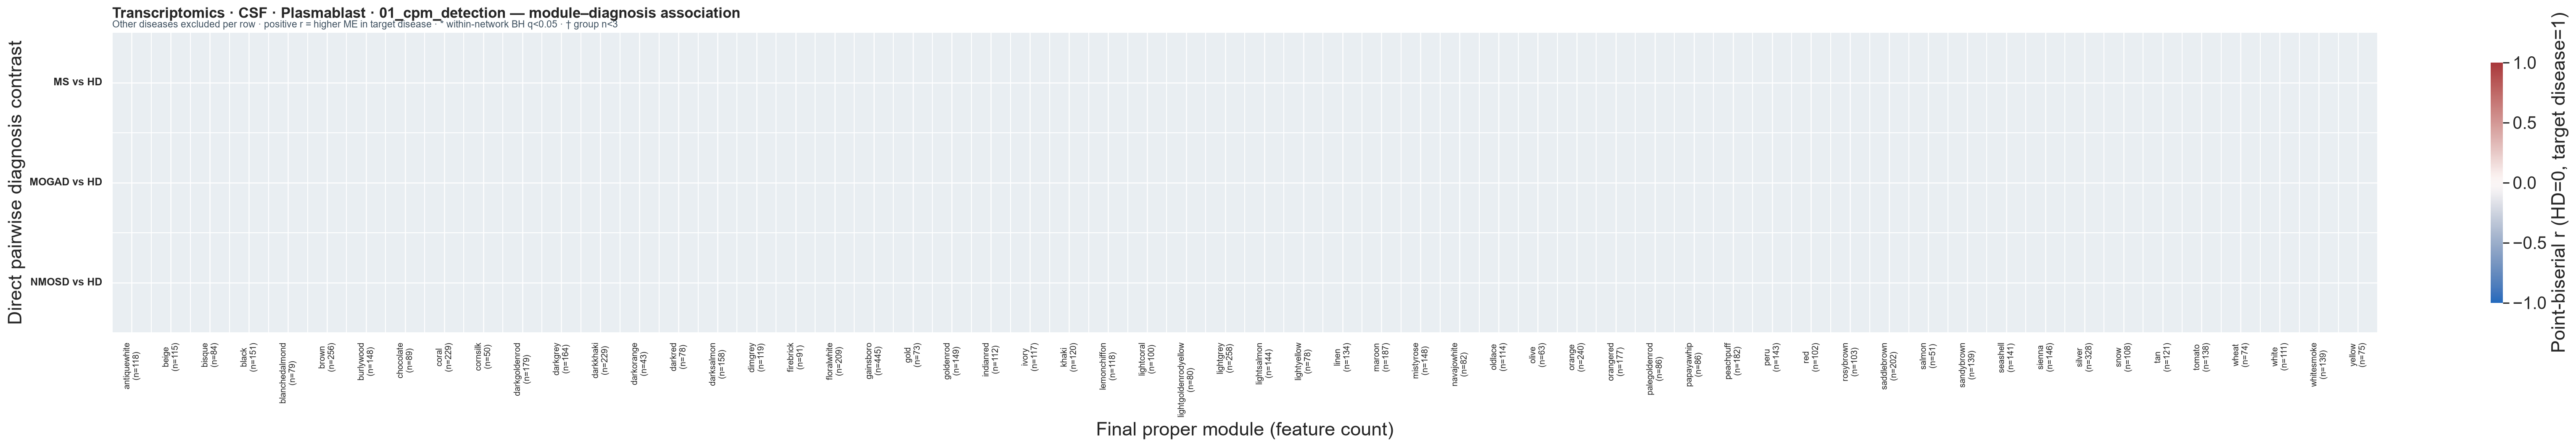 Transcriptomics · CSF · Plasmablast · 01_cpm_detection — module–diagnosis association
Other diseases excluded per row · positive r = higher ME in target disease · * within-network BH q<0.05 · † group n<3
Direct pairwise diagnosis contrast
MS vs HD
MOGAD vs HD
NMOSD vs HD
1.0
0.5
0.0
−0.5
−1.0
Point-biserial r (HD=0, target disease=1)
antiquewhite
(n=118)
beige
(n=115)
bisque
(n=84)
black
(n=151)
blanchedalmond
(n=79)
brown
(n=256)
burlywood
(n=148)
chocolate
(n=89)
coral
(n=229)
cornsilk
(n=50)
darkgoldenrod
(n=179)
darkgrey
(n=164)
darkkhaki
(n=229)
darkorange
(n=43)
darkred
(n=78)
darksalmon
(n=158)
dimgrey
(n=119)
firebrick
(n=91)
floralwhite
(n=209)
gainsboro
(n=445)
gold
(n=73)
goldenrod
(n=149)
indianred
(n=112)
ivory
(n=117)
khaki
(n=120)
lemonchiffon
(n=118)
lightcoral
(n=100)
lightgoldenrodyellow
(n=80)
lightgrey
(n=258)
lightsalmon
(n=144)
lightyellow
(n=78)
linen
(n=134)
maroon
(n=187)
mistyrose
(n=148)
navajowhite
(n=82)
oldlace
(n=114)
olive
(n=63)
orange
(n=240)
orangered
(n=177)
palegoldenrod
(n=86)
papayawhip
(n=86)
peachpuff
(n=182)
peru
(n=143)
red
(n=102)
rosybrown
(n=103)
saddlebrown
(n=202)
salmon
(n=51)
sandybrown
(n=139)
seashell
(n=141)
sienna
(n=146)
silver
(n=328)
snow
(n=108)
tan
(n=121)
tomato
(n=138)
wheat
(n=74)
white
(n=111)
whitesmoke
(n=139)
yellow
(n=75)
Final proper module (feature count)